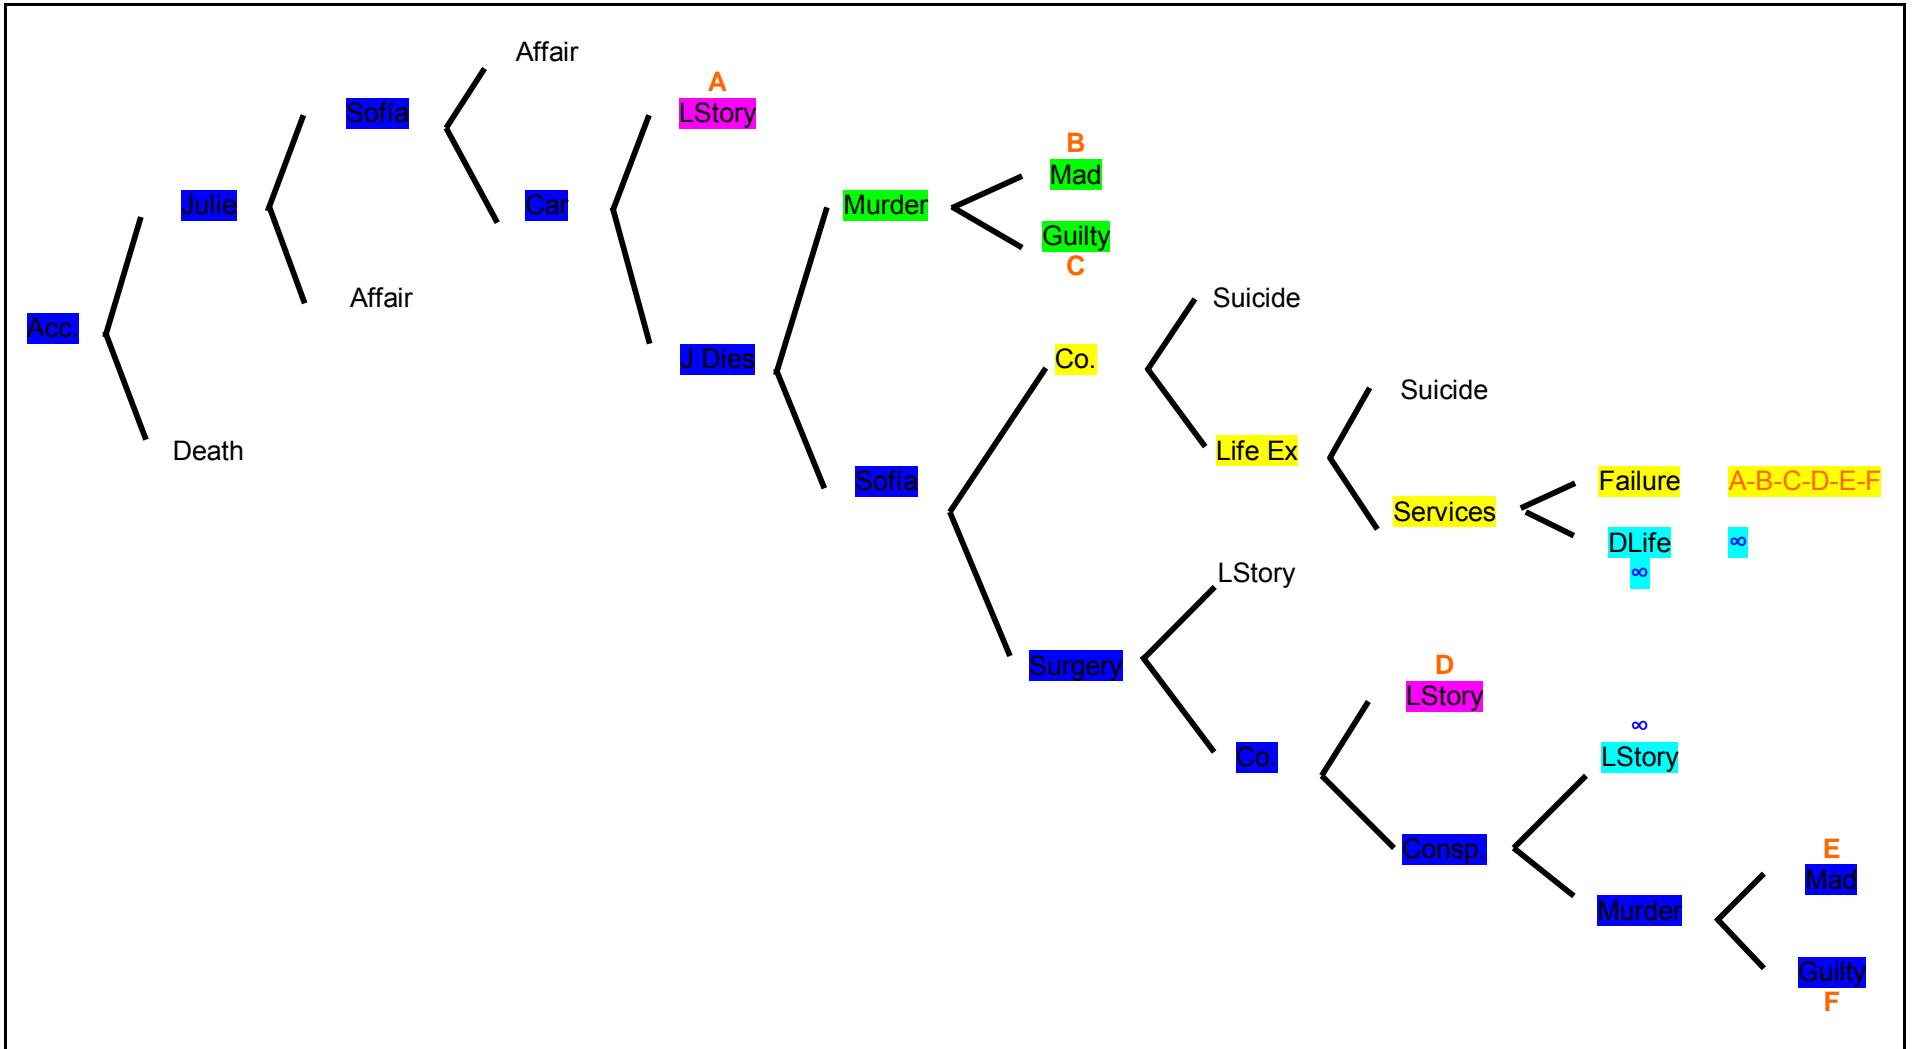 Affair
A
Sofía
LStory
B
Mad
Julie
Car
Murder
Guilty
C
Affair
Suicide
Acc.
J Dies
Co.
Suicide
Death
Life Ex
Sofía
Failure
A-B-C-D-E-F
Services
DLife
∞
∞
LStory
Surgery
D
LStory
∞
Co.
LStory
Consp.
E
Mad
Murder
Guilty
F